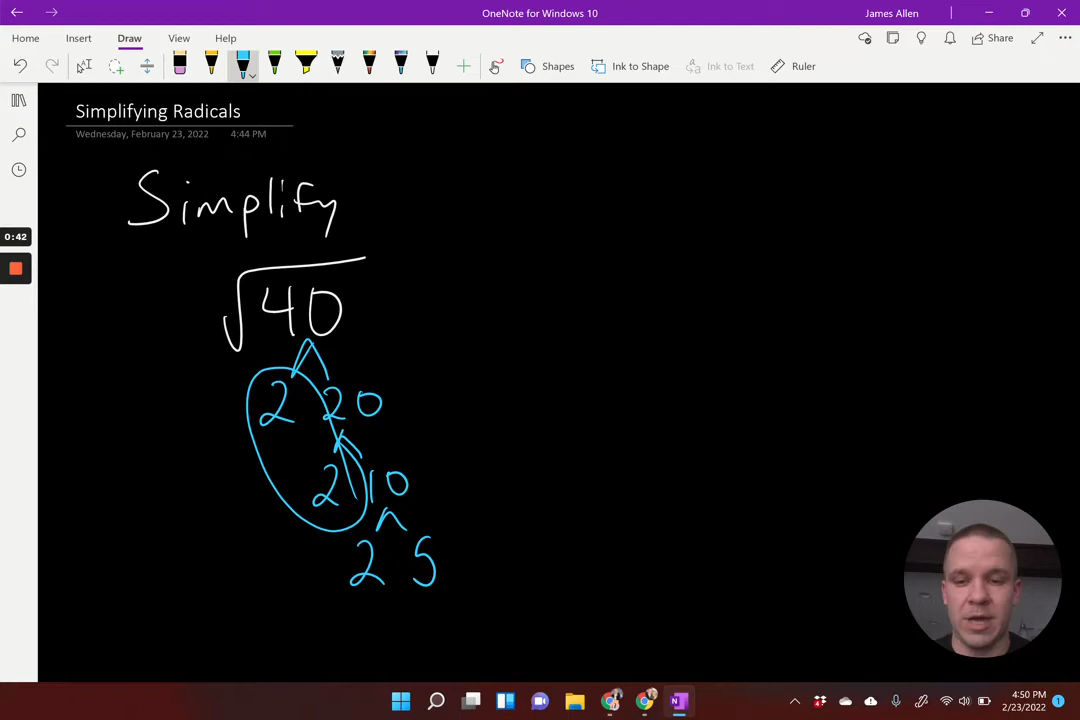 OneNote for Windows 10
James Allen
Home Insert Draw View Help
Share
Shapes Ink to Shape Ink to Text Ruler
Simplifying Radicals
Wednesday, February 23, 2022 4:44 PM
Simplify
0:42
√40
2 20
2 10
2 5
4:50 PM
2/23/2022